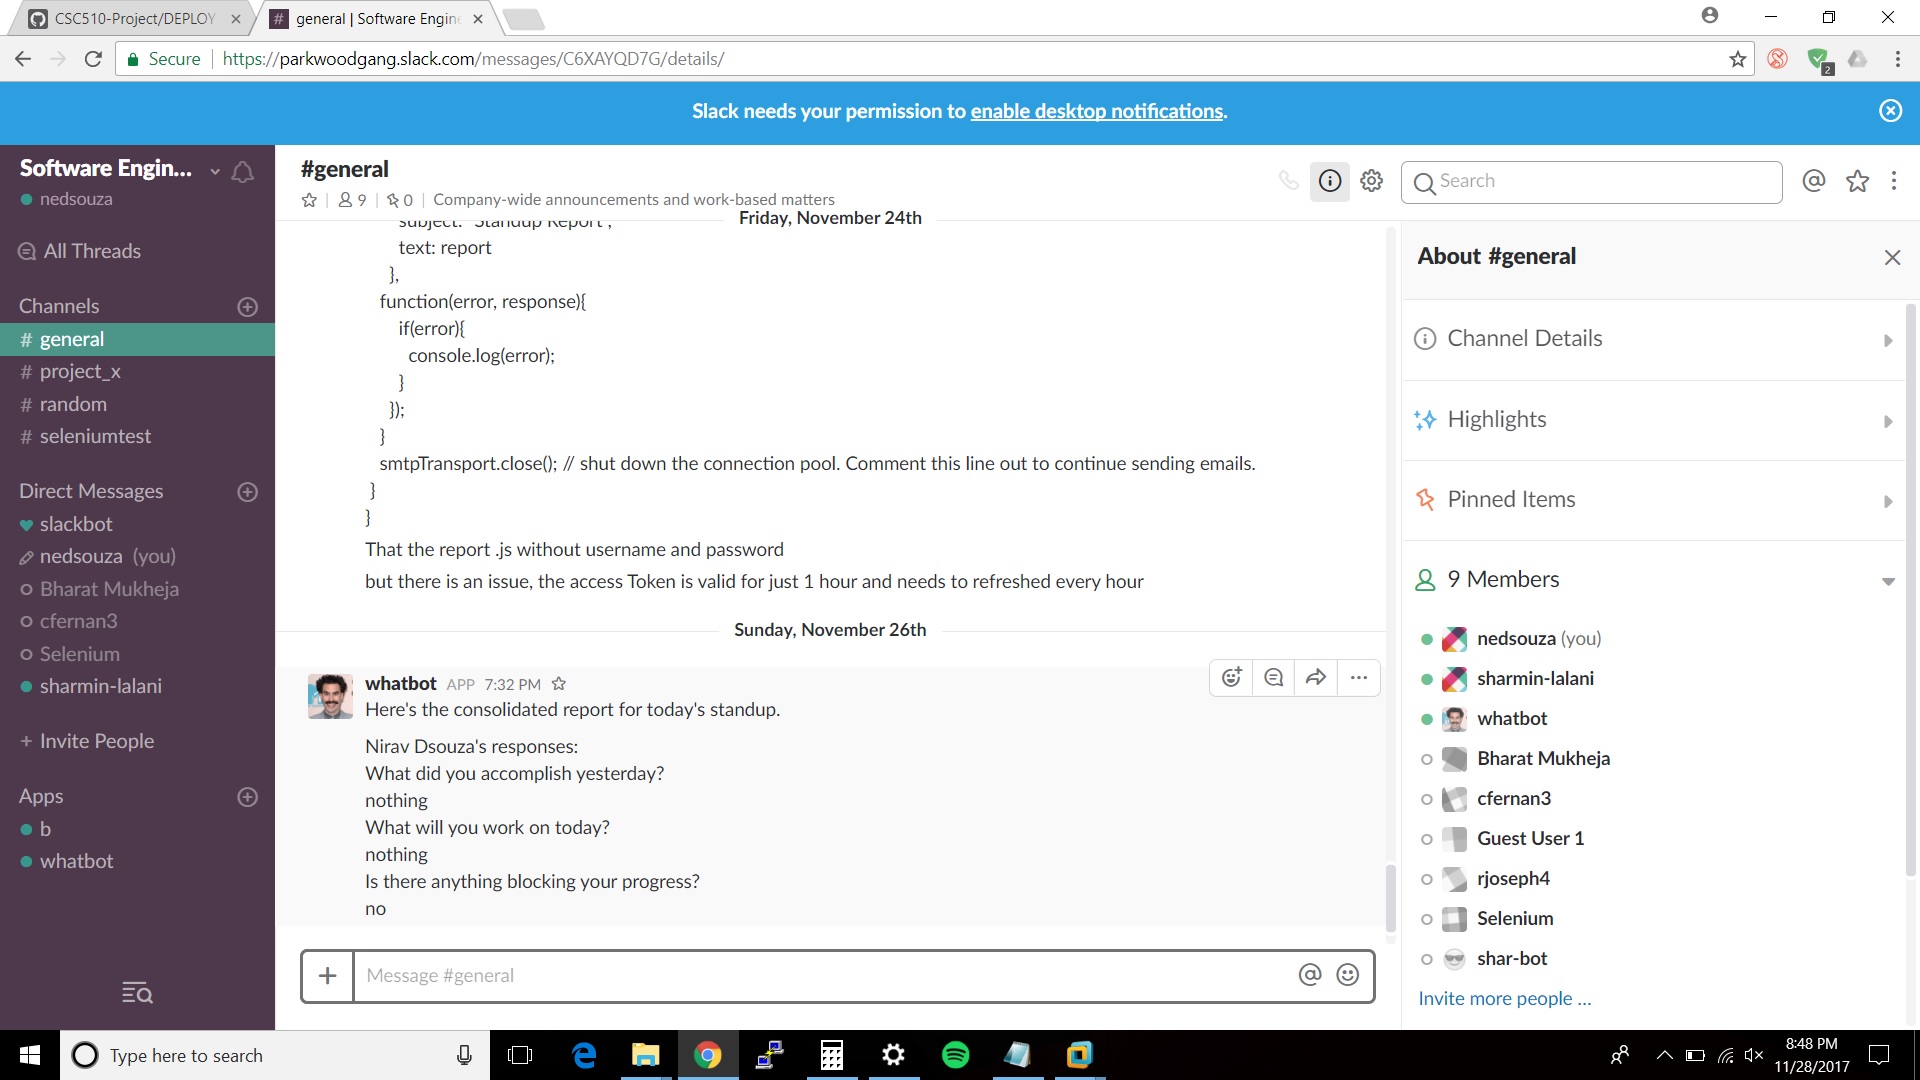 CSC510-Project/DEPLOY
general | Software Engine
Secure
https://parkwoodgang.slack.com/messages/C6XAYQD7G/details/
2
Slack needs your permission to enable desktop notifications.
Software Engin...
nedsouza
All Threads
Channels
# general
# project_x
# random
# seleniumtest
Direct Messages
slackbot
nedsouza (you)
Bharat Mukheja
cfernan3
Selenium
sharmin-lalani
+ Invite People
Apps
b
whatbot
#general
9
0
Company-wide announcements and work-based matters
Search
Friday, November 24th
subject: "Standup Report",
text: report
},
function(error, response){
if(error){
console.log(error);
}
});
}
smtpTransport.close(); // shut down the connection pool. Comment this line out to continue sending emails.
}
}
That the report .js without username and password
but there is an issue, the access Token is valid for just 1 hour and needs to refreshed every hour
Sunday, November 26th
whatbot APP 7:32 PM
Here's the consolidated report for today's standup.
Nirav Dsouza's responses:
What did you accomplish yesterday?
nothing
What will you work on today?
nothing
Is there anything blocking your progress?
no
Message #general
About #general
Channel Details
Highlights
Pinned Items
9 Members
nedsouza (you)
sharmin-lalani
whatbot
Bharat Mukheja
cfernan3
Guest User 1
rjoseph4
Selenium
shar-bot
Invite more people ...
Type here to search
8:48 PM
11/28/2017